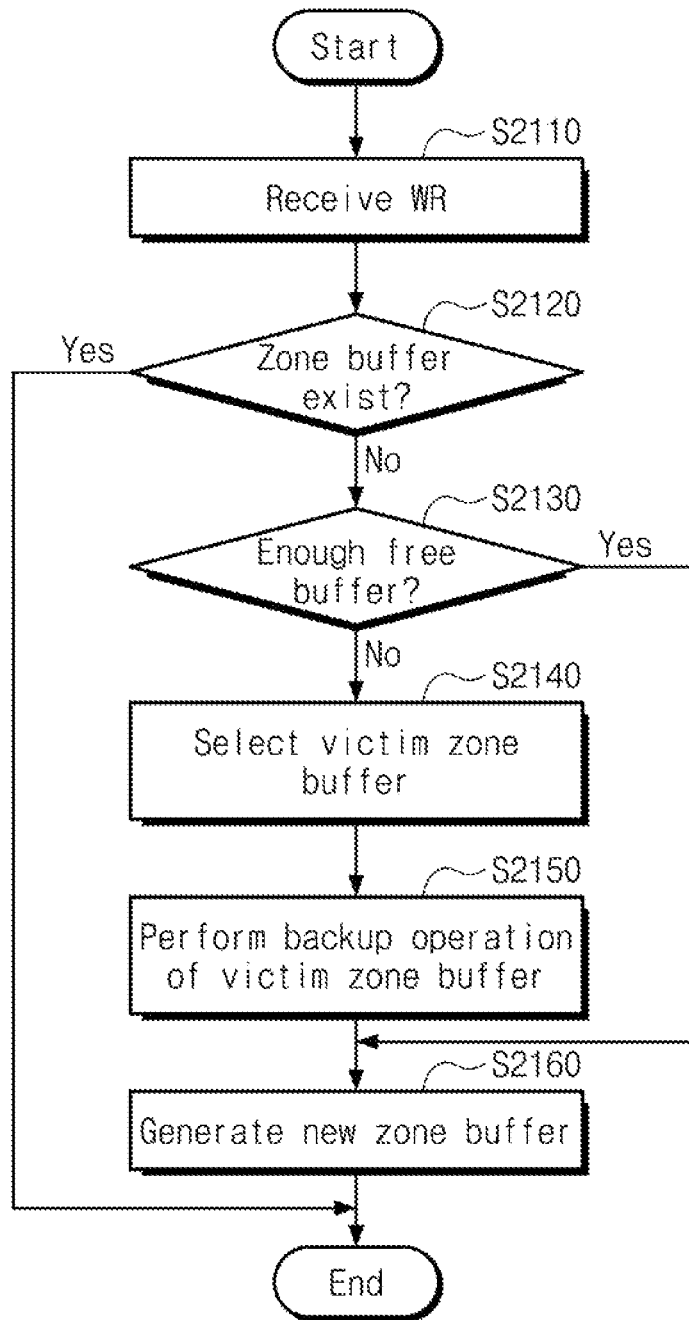 Start
S2110
Receive WR
S2120
Yes
Zone buffer
exist?
No
S2130
Enough free
buffer?
Yes
No
S2140
Select victim zone
buffer
S2150
Perform backup operation
of victim zone buffer
S2160
Generate new zone buffer
End